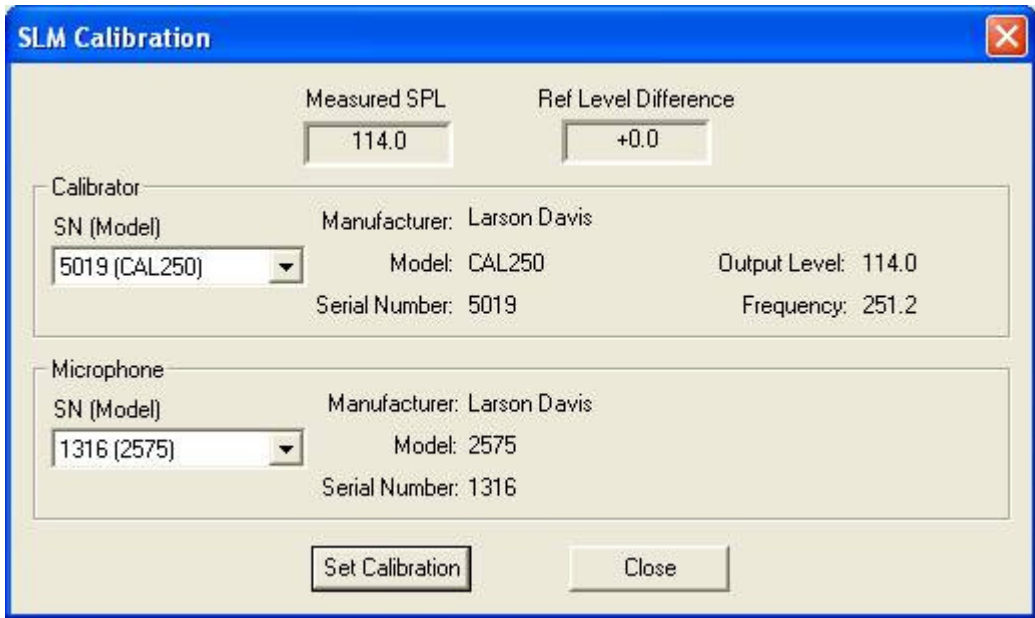 SLM Calibration
Measured SPL Ref Level Difference
114.0 +0.0
Calibrator
SN (Model) Manufacturer: Larson Davis
5019 (CAL250) Model: CAL250 Output Level: 114.0
Serial Number: 5019 Frequency: 251.2
Microphone
SN (Model) Manufacturer: Larson Davis
1316 (2575) Model: 2575
Serial Number: 1316
Set Calibration Close